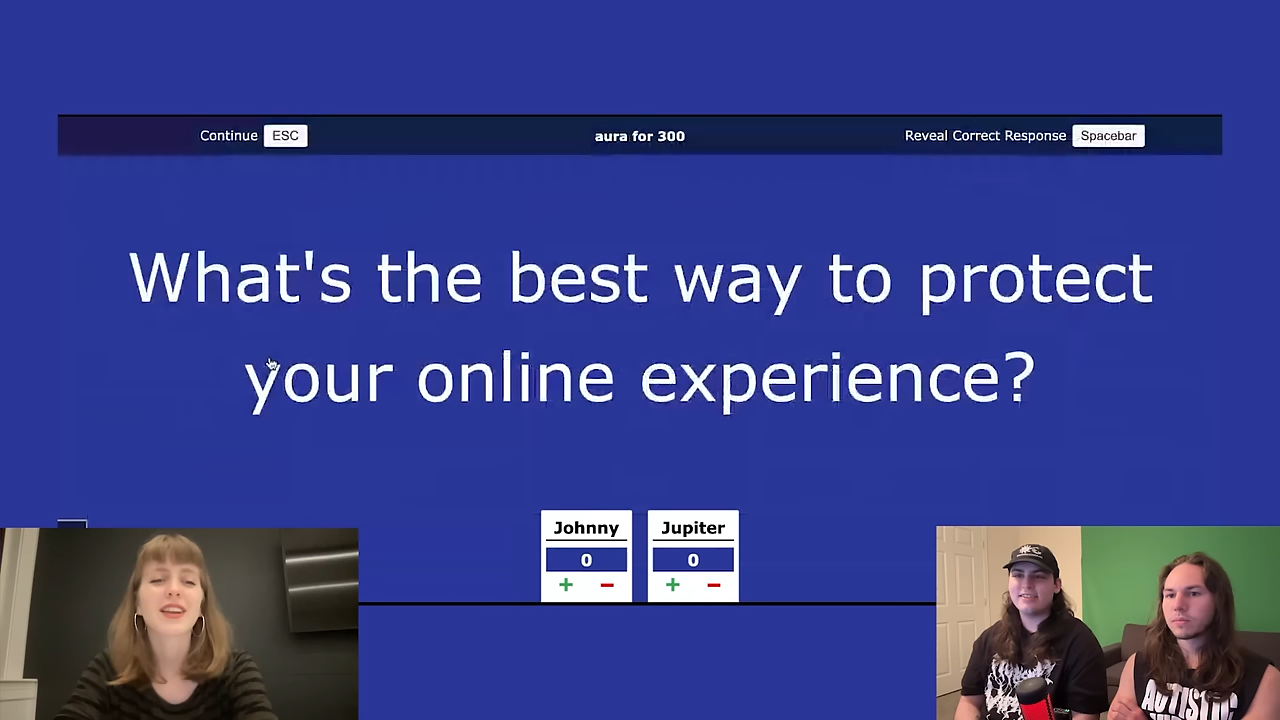 Continue ESC
aura for 300
Reveal Correct Response Spacebar
What's the best way to protect
your online experience?
Johnny
0
+ −
Jupiter
0
+ −
AUTISTIC